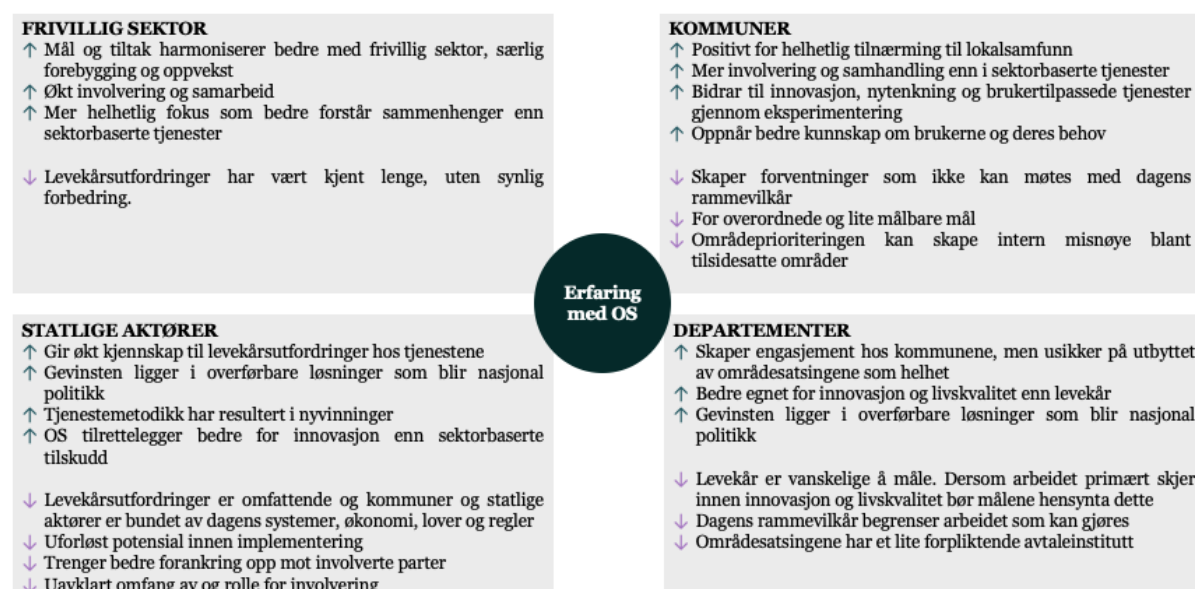 FRIVILLIG SEKTOR
↑ Mål og tiltak harmoniserer bedre med frivillig sektor, særlig
forebygging og oppvekst
↑ Økt involvering og samarbeid
↑ Mer helhetlig fokus som bedre forstår sammenhenger enn
sektorbaserte tjenester
↓ Levekårsutfordringer har vært kjent lenge, uten synlig
forbedring.
KOMMUNER
↑ Positivt for helhetlig tilnærming til lokalsamfunn
↑ Mer involvering og samhandling enn i sektorbaserte tjenester
↑ Bidrar til innovasjon, nytenkning og brukertilpassede tjenester
gjennom eksperimentering
↑ Oppnår bedre kunnskap om brukerne og deres behov
↓ Skaper forventninger som ikke kan møtes med dagens
rammevilkår
↓ For overordnede og lite målbare mål
↓ Områdeprioriteringen kan skape intern misnøye blant
tilsidesatte områder
Erfaring
med OS
STATLIGE AKTØRER
↑ Gir økt kjennskap til levekårsutfordringer hos tjenestene
↑ Gevinsten ligger i overførbare løsninger som blir nasjonal
politikk
↑ Tjenestemetodikk har resultert i nyvinninger
↑ OS tilrettelegger bedre for innovasjon enn sektorbaserte
tilskudd
↓ Levekårsutfordringer er omfattende og kommuner og statlige
aktører er bundet av dagens systemer, økonomi, lover og regler
↓ Uforløst potensial innen implementering
↓ Trenger bedre forankring opp mot involverte parter
↓ Uavklart omfang av og rolle for involvering
DEPARTEMENTER
↑ Skaper engasjement hos kommunene, men usikker på utbyttet
av områdesatsingene som helhet
↑ Bedre egnet for innovasjon og livskvalitet enn levekår
↑ Gevinsten ligger i overførbare løsninger som blir nasjonal
politikk
↓ Levekår er vanskelige å måle. Dersom arbeidet primært skjer
innen innovasjon og livskvalitet bør målene hensynta dette
↓ Dagens rammevilkår begrenser arbeidet som kan gjøres
↓ Områdesatsingene har et lite forpliktende avtaleinstitutt